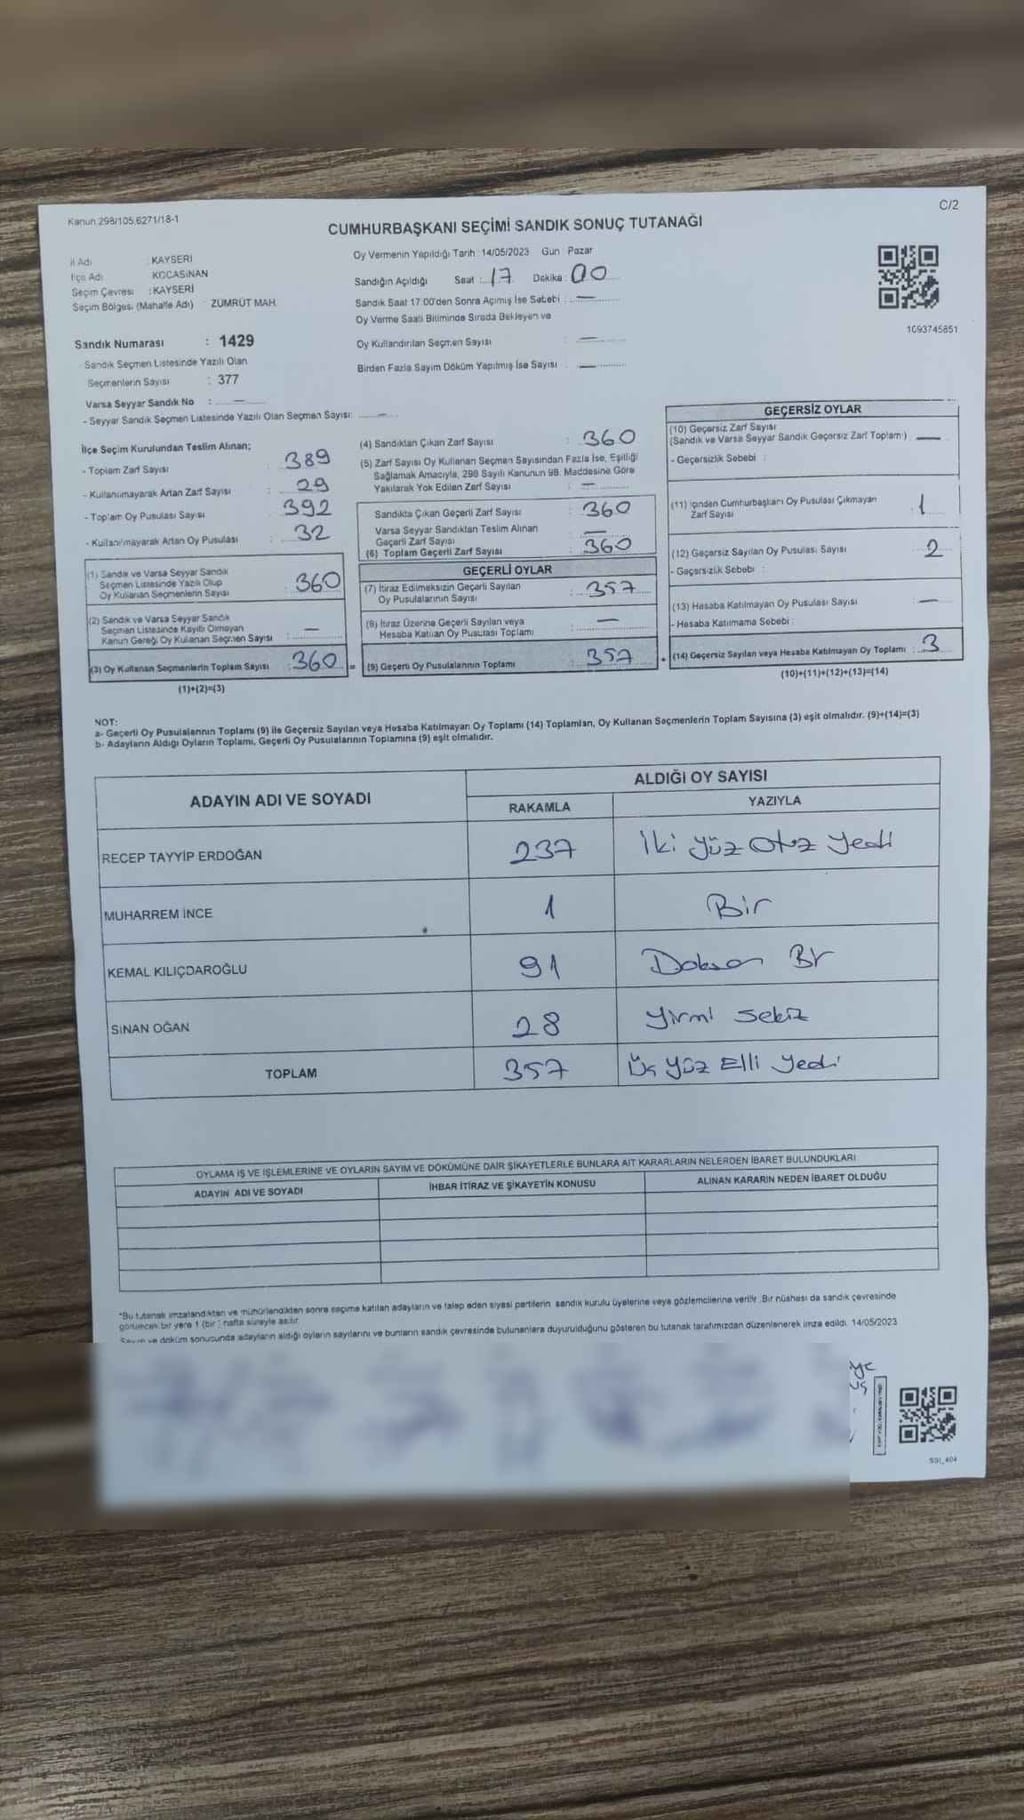 Kanun 298/105,6271/18-1
C/2
CUMHURBAŞKANI SEÇİMİ SANDIK SONUÇ TUTANAĞI
İl Adı : KAYSERİ
İlçe Adı : KOCASİNAN
Seçim Çevresi : KAYSERİ
Seçim Bölgesi (Mahalle Adı) : ZÜMRÜT MAH.
Sandık Numarası : 1429
Sandık Seçmen Listesinde Yazılı Olan
Seçmenlerin Sayısı : 377
Varsa Seyyar Sandık No : —
- Seyyar Sandık Seçmen Listesinde Yazılı Olan Seçmen Sayısı: —
Oy Vermenin Yapıldığı Tarih : 14/05/2023 Gün : Pazar
Sandığın Açıldığı Saat : 17 Dakika : 00
Sandık Saat 17:00'den Sonra Açılmış İse Sebebi : —
Oy Verme Saati Bitiminde Sırada Bekleyen ve
Oy Kullandırılan Seçmen Sayısı : —
Birden Fazla Sayım Döküm Yapılmış İse Sayısı : —
1093745851
İlçe Seçim Kurulundan Teslim Alınan;
- Toplam Zarf Sayısı : 389
- Kullanılmayarak Artan Zarf Sayısı : 29
- Toplam Oy Pusulası Sayısı : 392
- Kullanılmayarak Artan Oy Pusulası : 32
(1) Sandık ve Varsa Seyyar Sandık
Seçmen Listesinde Yazılı Olup
Oy Kullanan Seçmenlerin Sayısı : 360
(2) Sandık ve Varsa Seyyar Sandık
Seçmen Listesinde Kayıtlı Olmayan
Kanun Gereği Oy Kullanan Seçmen Sayısı : —
(3) Oy Kullanan Seçmenlerin Toplam Sayısı : 360 =
(1)+(2)=(3)
(4) Sandıktan Çıkan Zarf Sayısı : 360
(5) Zarf Sayısı Oy Kullanan Seçmen Sayısından Fazla İse, Eşitliği
Sağlamak Amacıyla, 298 Sayılı Kanunun 98. Maddesine Göre
Yakılarak Yok Edilen Zarf Sayısı : —
Sandıkta Çıkan Geçerli Zarf Sayısı : 360
Varsa Seyyar Sandıktan Teslim Alınan
Geçerli Zarf Sayısı : —
(6) Toplam Geçerli Zarf Sayısı : 360
GEÇERLİ OYLAR
(7) İtiraz Edilmeksizin Geçerli Sayılan
Oy Pusulalarının Sayısı : 357
(8) İtiraz Üzerine Geçerli Sayılan veya
Hesaba Katılan Oy Pusulası Toplamı : —
(9) Geçerli Oy Pusulalarının Toplamı : 357 +
GEÇERSİZ OYLAR
(10) Geçersiz Zarf Sayısı
(Sandık ve Varsa Seyyar Sandık Geçersiz Zarf Toplam:) —
- Geçersizlik Sebebi :
(11) İçinden Cumhurbaşkanı Oy Pusulası Çıkmayan
Zarf Sayısı 1
(12) Geçersiz Sayılan Oy Pusulası Sayısı 2
- Geçersizlik Sebebi :
(13) Hesaba Katılmayan Oy Pusulası Sayısı —
- Hesaba Katılmama Sebebi :
(14) Geçersiz Sayılan veya Hesaba Katılmayan Oy Toplamı : 3
(10)+(11)+(12)+(13)=(14)
NOT:
a- Geçerli Oy Pusulalarının Toplamı (9) ile Geçersiz Sayılan veya Hesaba Katılmayan Oy Toplamı (14) Toplamları, Oy Kullanan Seçmenlerin Toplam Sayısına (3) eşit olmalıdır. (9)+(14)=(3)
b- Adayların Aldığı Oyların Toplamı, Geçerli Oy Pusulalarının Toplamına (9) eşit olmalıdır.
ADAYIN ADI VE SOYADI
ALDIĞI OY SAYISI
RAKAMLA YAZIYLA
RECEP TAYYİP ERDOĞAN 237 İki Yüz Otuz Yedi
MUHARREM İNCE 1 Bir
KEMAL KILIÇDAROĞLU 91 Doksan Bir
SİNAN OĞAN 28 Yirmi Sekiz
TOPLAM 357 Üç Yüz Elli Yedi
OYLAMA İŞ VE İŞLEMLERİNE VE OYLARIN SAYIM VE DÖKÜMÜNE DAİR ŞİKAYETLERLE BUNLARA AİT KARARLARIN NELERDEN İBARET BULUNDUKLARI
ADAYIN ADI VE SOYADI İHBAR İTİRAZ VE ŞİKAYETİN KONUSU ALINAN KARARIN NEDEN İBARET OLDUĞU
*Bu tutanak imzalandıktan ve mühürlendikten sonra seçime katılan adayların ve talep eden siyasi partilerin sandık kurulu üyelerine veya gözlemcilerine verilir. Bir nüshası da sandık çevresinde
görülecek bir yere 1 (bir) hafta süreyle asılır.
Sayım ve döküm sonucunda adayların aldığı oyların sayılarını ve bunların sandık çevresinde bulunanlara duyurulduğunu gösteren bu tutanak tarafımızdan düzenlenerek imza edildi. 14/05/2023